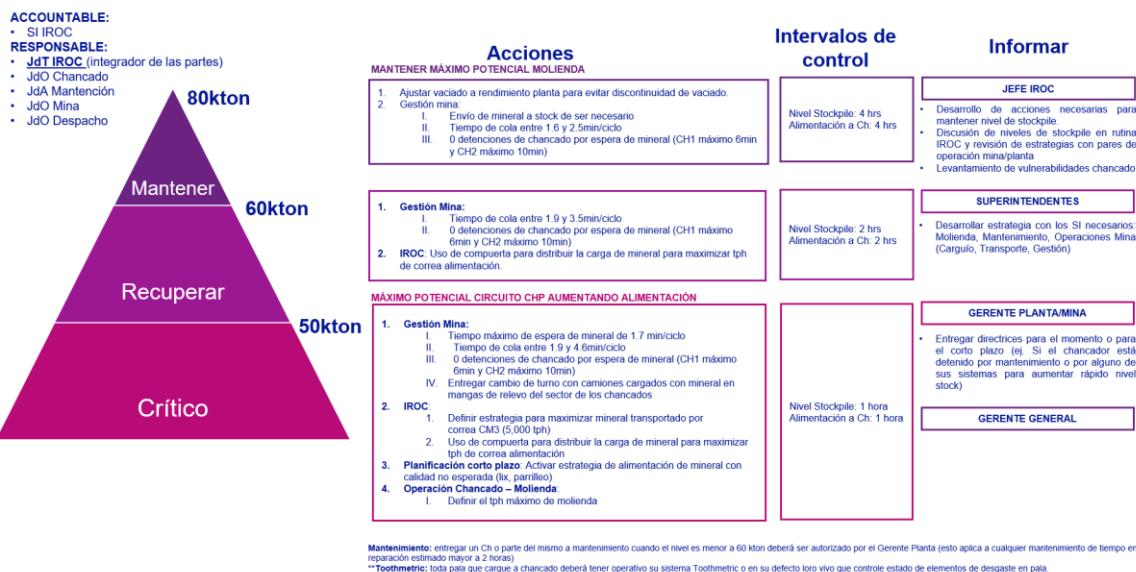 ACCOUNTABLE:
• SI IROC
RESPONSABLE:
• JdT IROC (integrador de las partes)
• JdO Chancado
• JdA Mantención
• JdO Mina
• JdO Despacho
80kton
Mantener
60kton
Recuperar
50kton
Crítico
Acciones
MANTENER MÁXIMO POTENCIAL MOLIENDA
1. Ajustar vaciado a rendimiento planta para evitar discontinuidad de vaciado.
2. Gestión mina:
I. Envío de mineral a stock de ser necesario
II. Tiempo de cola entre 1.6 y 2.5min/ciclo
III. 0 detenciones de chancado por espera de mineral (CH1 máximo 6min
y CH2 máximo 10min)
1. Gestión Mina:
I. Tiempo de cola entre 1.9 y 3.5min/ciclo
II. 0 detenciones de chancado por espera de mineral (CH1 máximo
6min y CH2 máximo 10min)
2. IROC: Uso de compuerta para distribuir la carga de mineral para maximizar tph
de correa alimentación.
MÁXIMO POTENCIAL CIRCUITO CHP AUMENTANDO ALIMENTACIÓN
1. Gestión Mina:
I. Tiempo máximo de espera de mineral de 1.7 min/ciclo
II. Tiempo de cola entre 1.9 y 4.6min/ciclo
III. 0 detenciones de chancado por espera de mineral (CH1 máximo
6min y CH2 máximo 10min)
IV. Entregar cambio de turno con camiones cargados con mineral en
mangas de relevo del sector de los chancados
2. IROC:
1. Definir estrategia para maximizar mineral transportado por
correa CM3 (5,000 tph)
2. Uso de compuerta para distribuir la carga de mineral para maximizar
tph de correa alimentación
3. Planificación corto plazo: Activar estrategia de alimentación de mineral con
calidad no esperada (lix, parrilleo)
4. Operación Chancado – Molienda:
I. Definir el tph máximo de molienda
Intervalos de
control
Nivel Stockpile: 4 hrs
Alimentación a Ch: 4 hrs
Nivel Stockpile: 2 hrs
Alimentación a Ch: 2 hrs
Nivel Stockpile: 1 hora
Alimentación a Ch: 1 hora
Informar
JEFE IROC
• Desarrollo de acciones necesarias para
mantener nivel de stockpile.
• Discusión de niveles de stockpile en rutina
IROC y revisión de estrategias con pares de
operación mina/planta
• Levantamiento de vulnerabilidades chancado
SUPERINTENDENTES
• Desarrollar estrategia con los SI necesarios:
Molienda, Mantenimiento, Operaciones Mina
(Carguío, Transporte, Gestión)
GERENTE PLANTA/MINA
• Entregar directrices para el momento o para
el corto plazo (ej. Si el chancador está
detenido por mantenimiento o por alguno de
sus sistemas para aumentar rápido nivel
stock)
GERENTE GENERAL
Mantenimiento: entregar un Ch o parte del mismo a mantenimiento cuando el nivel es menor a 60 kton deberá ser autorizado por el Gerente Planta (esto aplica a cualquier mantenimiento de tiempo en
reparación estimado mayor a 2 horas)
**Toothmetric: toda pala que cargue a chancado deberá tener operativo su sistema Toothmetric o en su defecto loro vivo que controle estado de elementos de desgaste en pala.